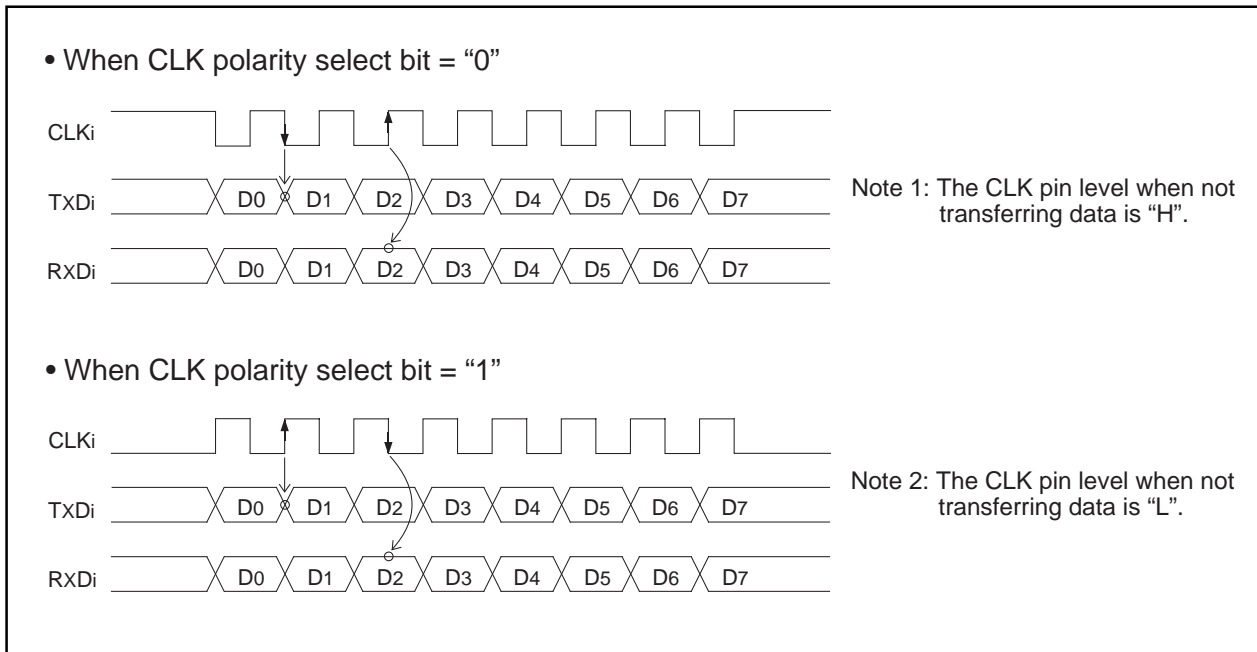 • When CLK polarity select bit = “0”
CLKi
TXDi
D0 D1 D2 D3 D4 D5 D6 D7
RXDi
D0 D1 D2 D3 D4 D5 D6 D7
Note 1: The CLK pin level when not
transferring data is “H”.
• When CLK polarity select bit = “1”
CLKi
TXDi
D0 D1 D2 D3 D4 D5 D6 D7
RXDi
D0 D1 D2 D3 D4 D5 D6 D7
Note 2: The CLK pin level when not
transferring data is “L”.